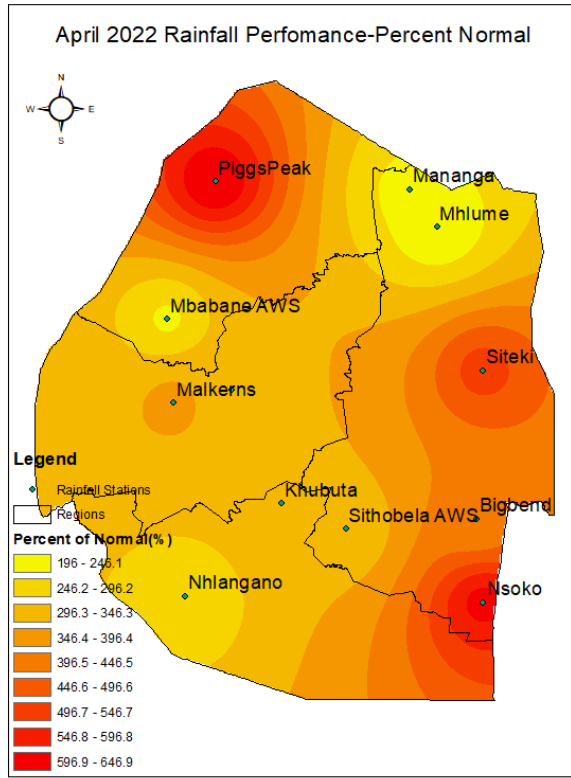 April 2022 Rainfall Perfomance-Percent Normal
N
W E
S
PiggsPeak
Mananga
Mhlume
Mbabane AWS
Siteki
Malkerns
Legend
Rainfall Stations
Regions
Khubuta
Sithobela AWS
Bigbend
Percent of Normal(%)
196 - 246.1
246.2 - 296.2
296.3 - 346.3
346.4 - 396.4
396.5 - 446.5
446.6 - 496.6
496.7 - 546.7
546.8 - 596.8
596.9 - 646.9
Nhlangano
Nsoko